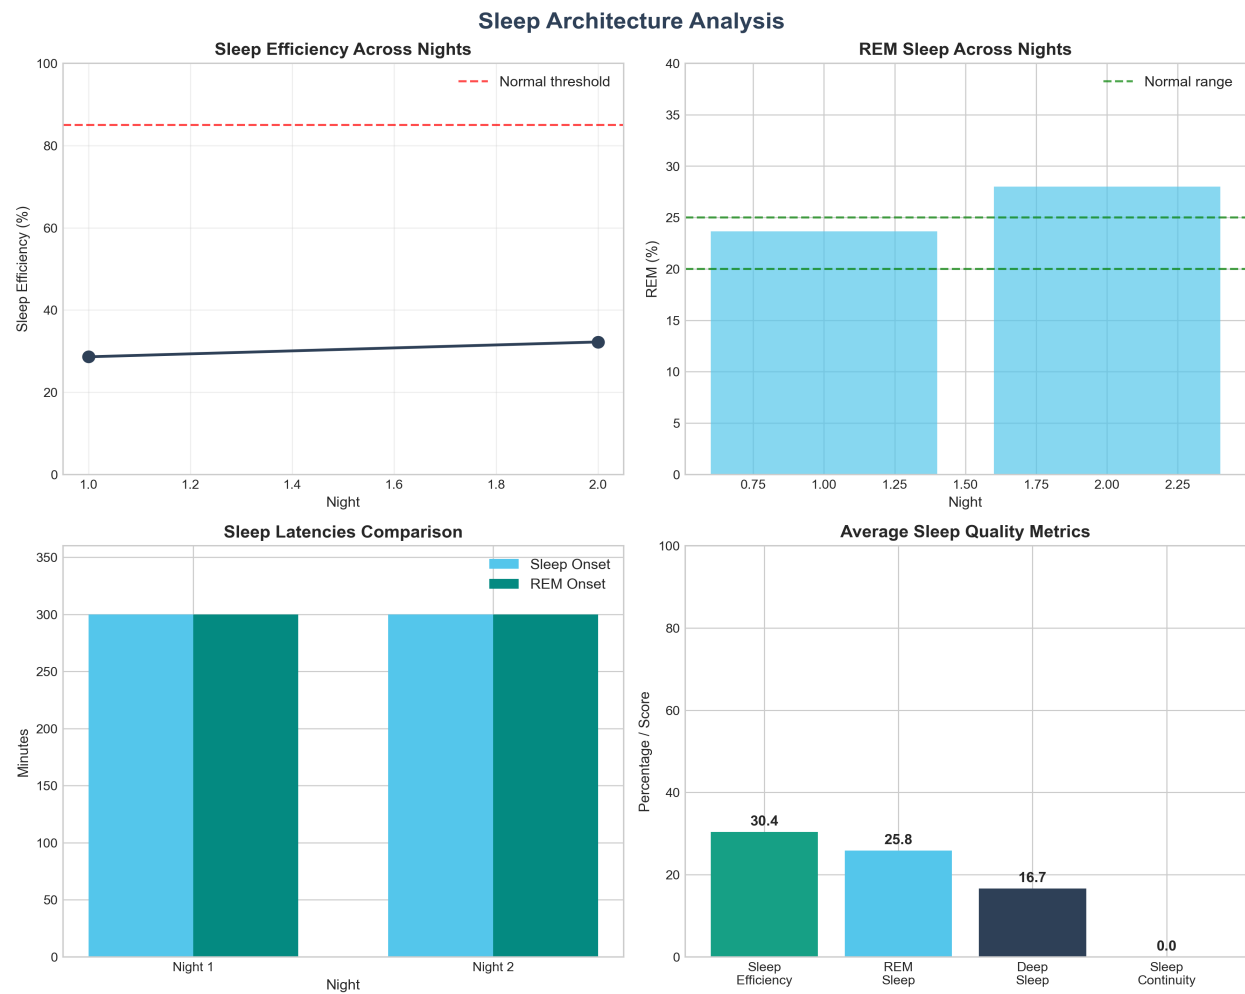 Sleep Architecture Analysis
Sleep Efficiency Across Nights
Normal threshold
100
80
60
40
20
0
Sleep Efficiency (%)
1.0 1.2 1.4 1.6 1.8 2.0
Night
REM Sleep Across Nights
Normal range
40
35
30
25
20
15
10
5
0
REM (%)
0.75 1.00 1.25 1.50 1.75 2.00 2.25
Night
Sleep Latencies Comparison
Sleep Onset
REM Onset
350
300
250
200
150
100
50
0
Minutes
Night 1 Night 2
Night
Average Sleep Quality Metrics
100
80
60
40
20
0
Percentage / Score
30.4
25.8
16.7
0.0
Sleep REM Deep Sleep
Efficiency Sleep Sleep Continuity